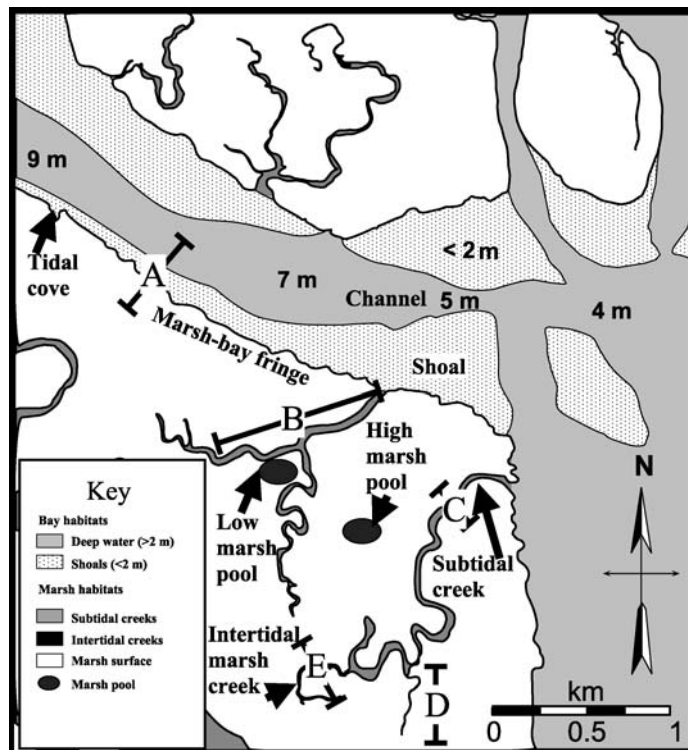 9 m
Tidal
cove
A
7 m
< 2 m
Channel
5 m
4 m
Marsh-bay fringe
Shoal
B
High
marsh
pool
N
Low
marsh
pool
C
Subtidal
creek
Intertidal
marsh
creek
E
D
km
0 0.5 1
Key
Bay habitats
Deep water (>2 m)
Shoals (<2 m)
Marsh habitats
Subtidal creeks
Intertidal creeks
Marsh surface
Marsh pool